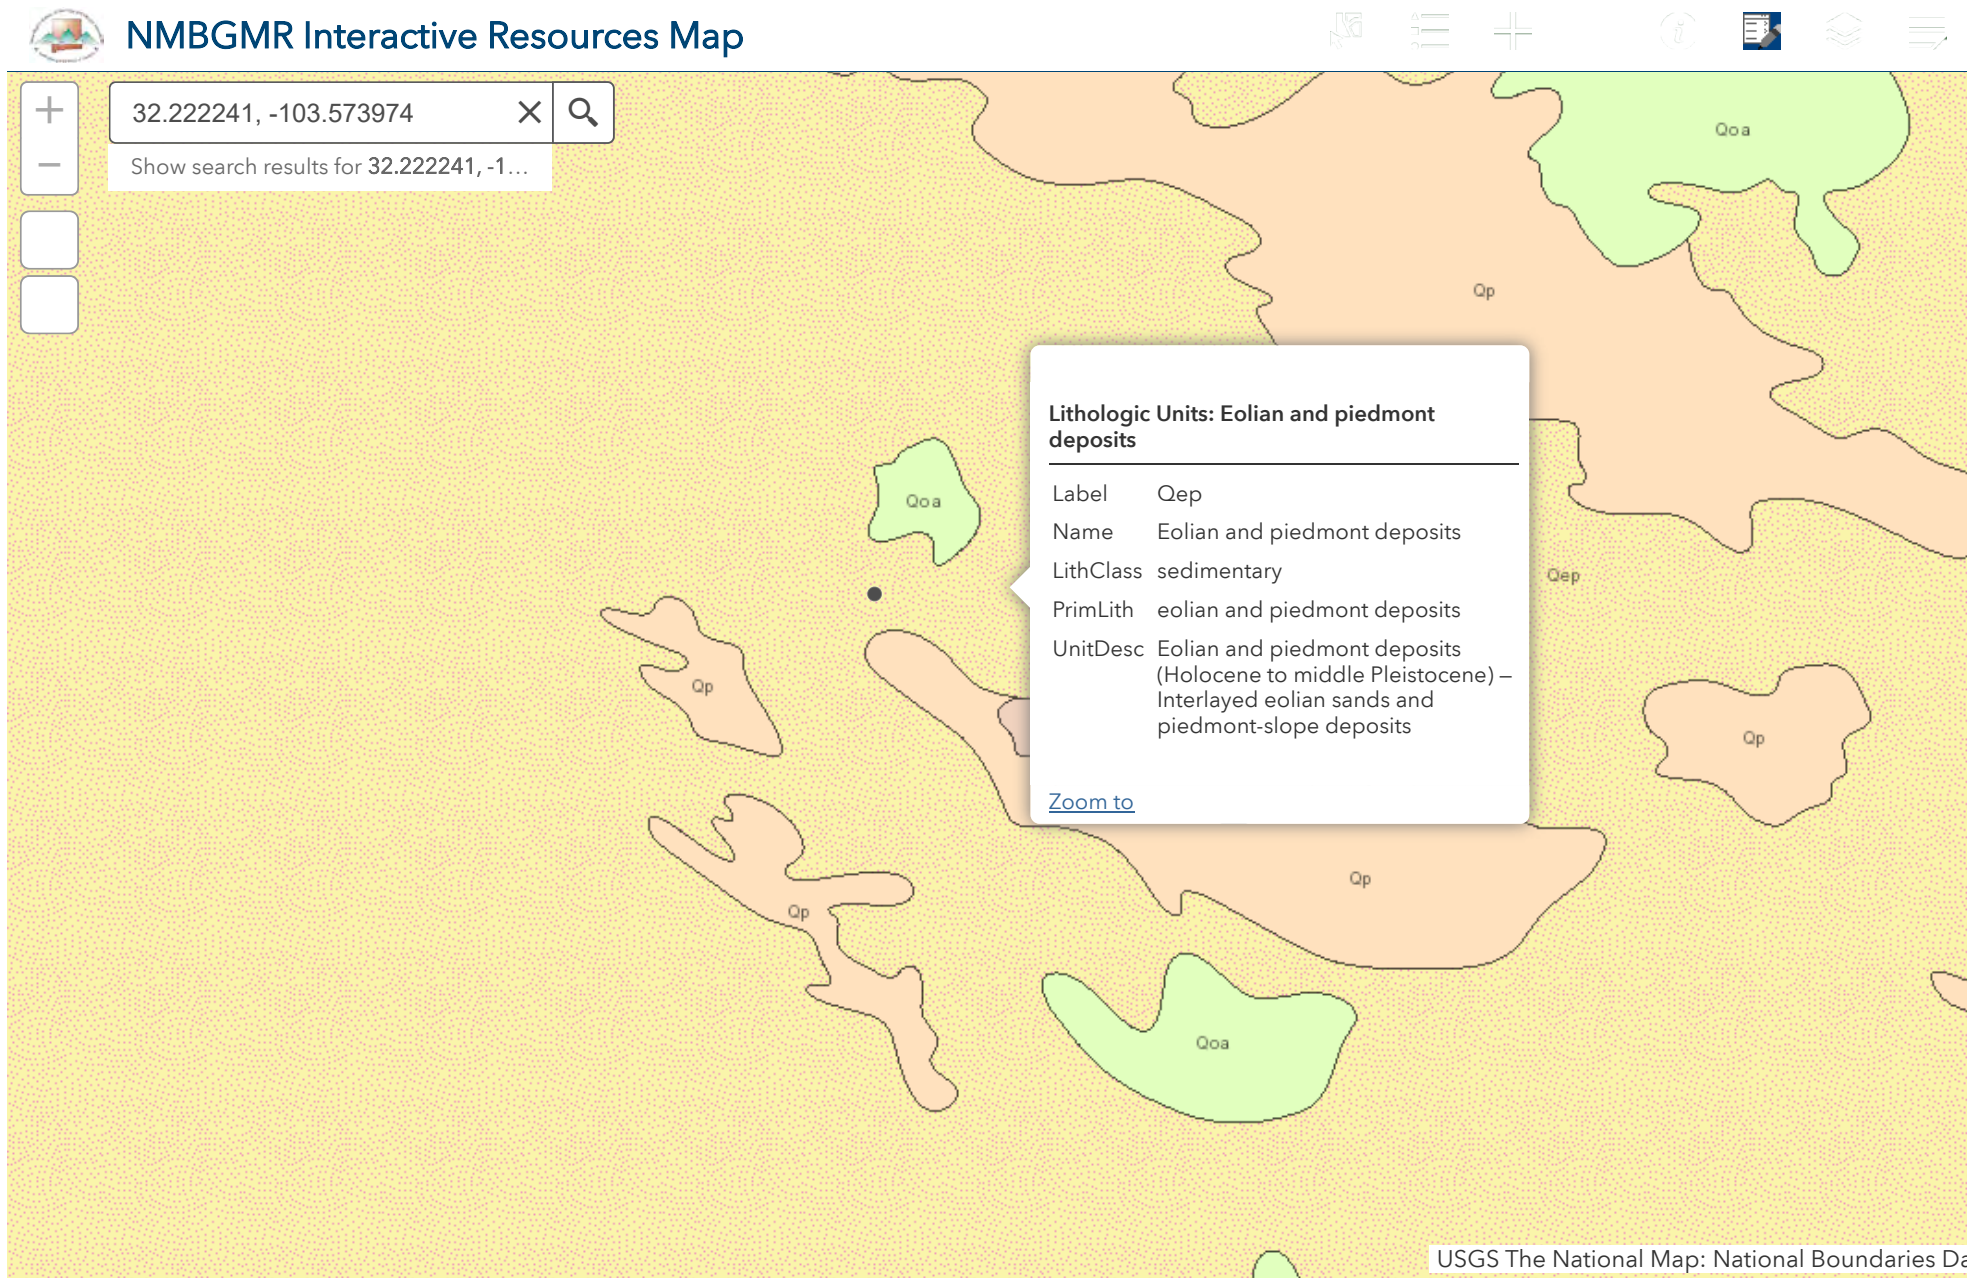 NMBGMR Interactive Resources Map
32.222241, -103.573974
Show search results for 32.222241, -1...
Qoa
Qp
Lithologic Units: Eolian and piedmont
deposits
Label Qep
Name Eolian and piedmont deposits
LithClass sedimentary
PrimLith eolian and piedmont deposits
UnitDesc Eolian and piedmont deposits
(Holocene to middle Pleistocene) —
Interlayed eolian sands and
piedmont-slope deposits
Zoom to
Qoa
Qep
Qp
Qp
Qp
Qp
Qoa
USGS The National Map: National Boundaries Da